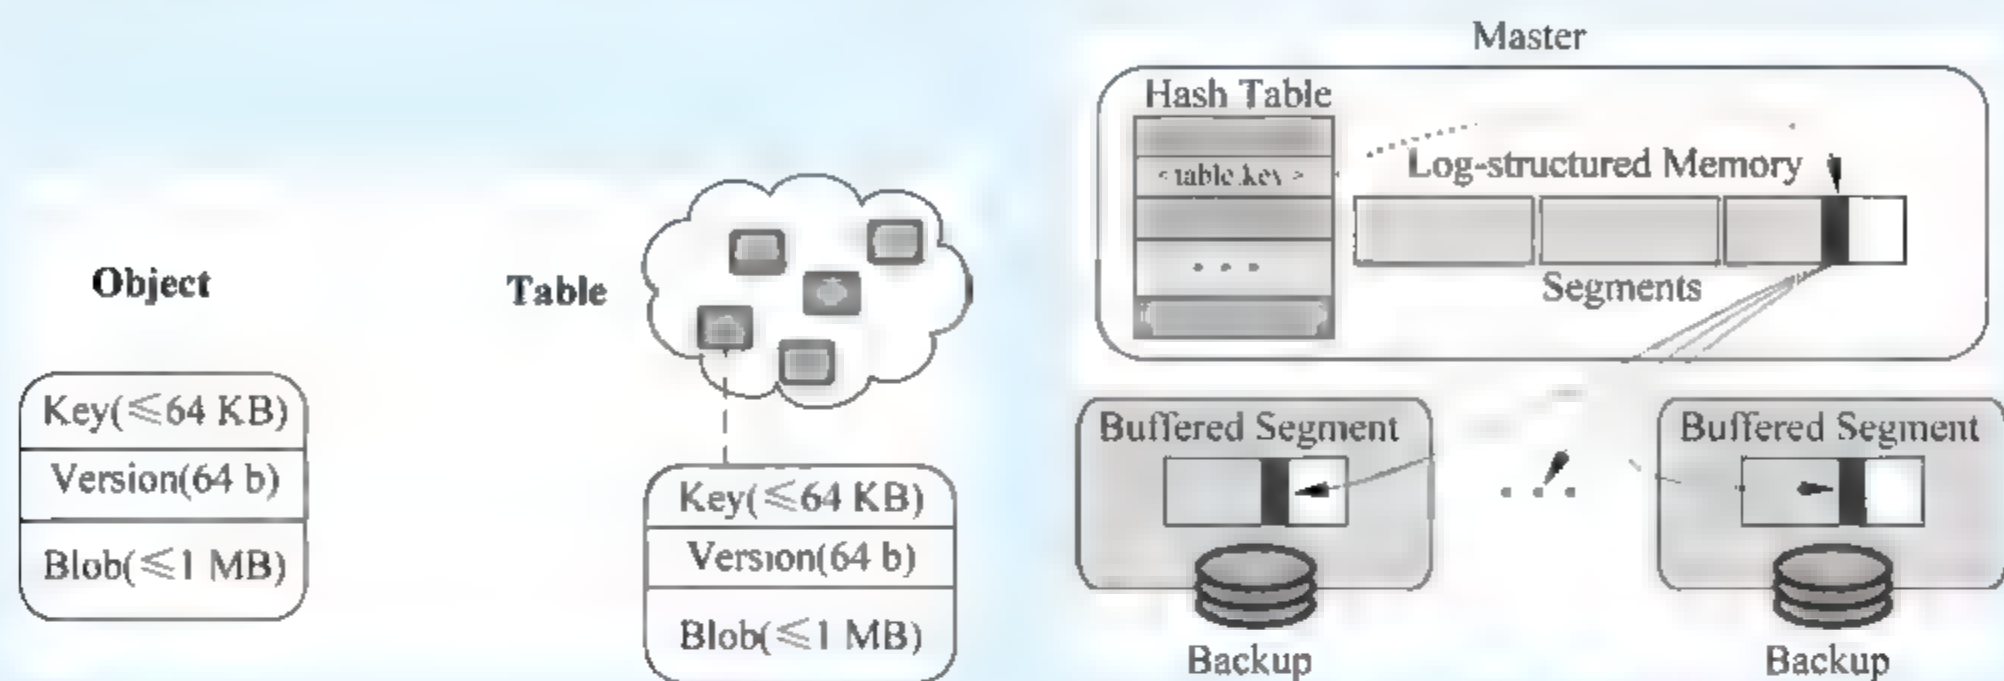 Object
Key(≤64 KB)
Version(64 b)
Blob(≤1 MB)
Table
Key(≤64 KB)
Version(64 b)
Blob(≤1 MB)
Master
Hash Table
<table.key>
...
Log-structured Memory
Segments
Buffered Segment
Backup
...
Buffered Segment
Backup